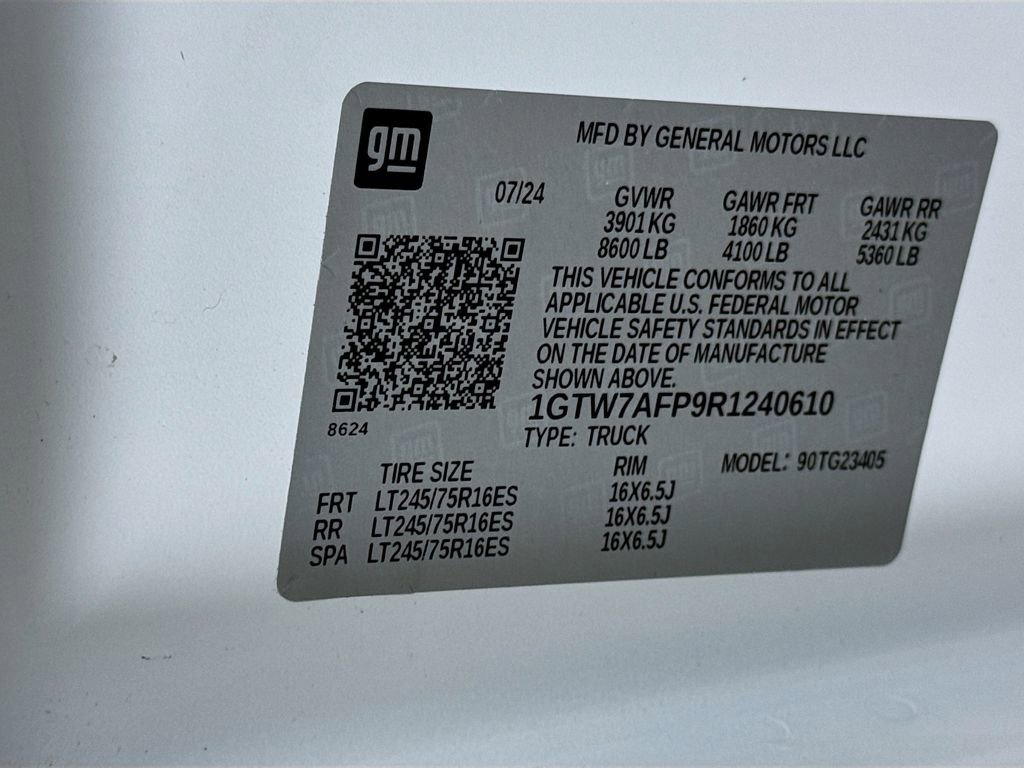 gm
MFD BY GENERAL MOTORS LLC
07/24
GVWR GAWR FRT GAWR RR
3901 KG 1860 KG 2431 KG
8600 LB 4100 LB 5360 LB
THIS VEHICLE CONFORMS TO ALL
APPLICABLE U.S. FEDERAL MOTOR
VEHICLE SAFETY STANDARDS IN EFFECT
ON THE DATE OF MANUFACTURE
SHOWN ABOVE.
1GTW7AFP9R1240610
8624
TYPE: TRUCK
MODEL: 90TG23405
TIRE SIZE RIM
FRT LT245/75R16ES 16X6.5J
RR LT245/75R16ES 16X6.5J
SPA LT245/75R16ES 16X6.5J